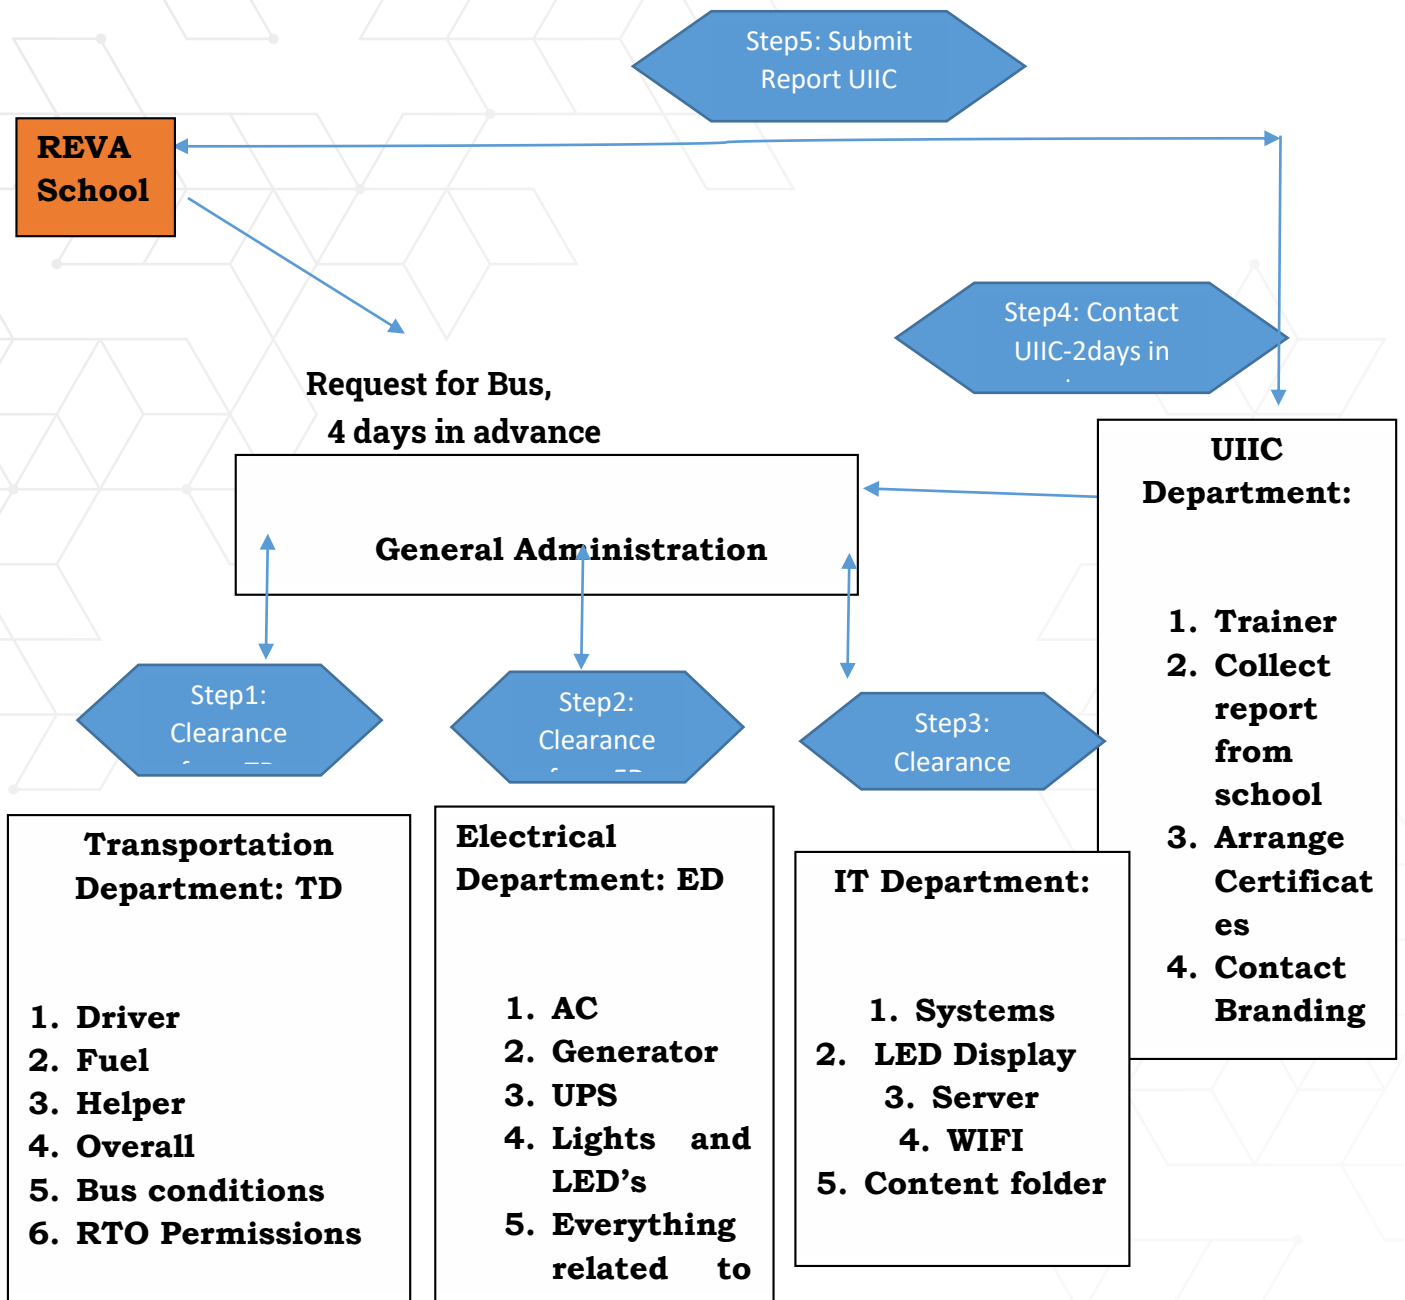 Step5: Submit
Report UIIC
REVA
School
Step4: Contact
UIIC-2days in
Request for Bus,
4 days in advance
General Administration
UIIC
Department:
1. Trainer
2. Collect
report
from
school
3. Arrange
Certificat
es
4. Contact
Branding
Step1:
Clearance
Step2:
Clearance
Step3:
Clearance
Transportation
Department: TD
1. Driver
2. Fuel
3. Helper
4. Overall
5. Bus conditions
6. RTO Permissions
Electrical
Department: ED
1. AC
2. Generator
3. UPS
4. Lights and
LED’s
5. Everything
related to
IT Department:
1. Systems
2. LED Display
3. Server
4. WIFI
5. Content folder